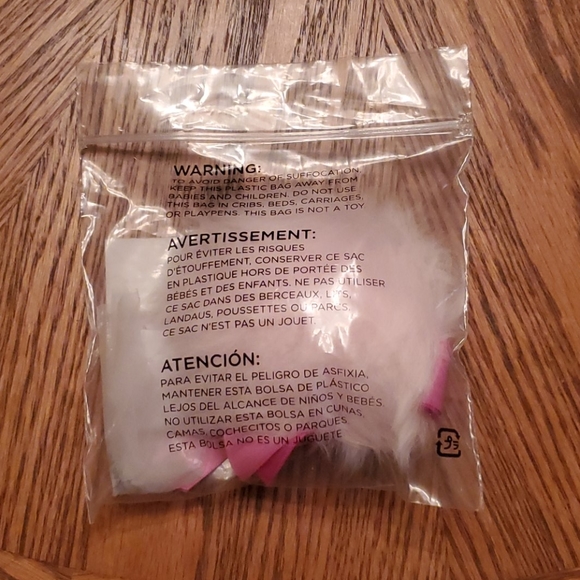 WARNING:
TO AVOID DANGER OF SUFFOCATION,
KEEP THIS PLASTIC BAG AWAY FROM
BABIES AND CHILDREN. DO NOT USE
THIS BAG IN CRIBS, BEDS, CARRIAGES,
OR PLAYPENS. THIS BAG IS NOT A TOY
AVERTISSEMENT:
POUR ÉVITER LES RISQUES
D'ÉTOUFFEMENT, CONSERVER CE SAC
EN PLASTIQUE HORS DE PORTÉE DES
BÉBÉS ET DES ENFANTS. NE PAS UTILISER
CE SAC DANS DES BERCEAUX, LITS,
LANDAUS, POUSSETTES OU PARCS.
CE SAC N'EST PAS UN JOUET.
ATENCIÓN:
PARA EVITAR EL PELIGRO DE ASFIXIA,
MANTENER ESTA BOLSA DE PLÁSTICO
LEJOS DEL ALCANCE DE NIÑOS Y BEBÉS.
NO UTILIZAR ESTA BOLSA EN CUNAS,
CAMAS, COCHECITOS O PARQUES.
ESTA BOLSA NO ES UN JUGUETE